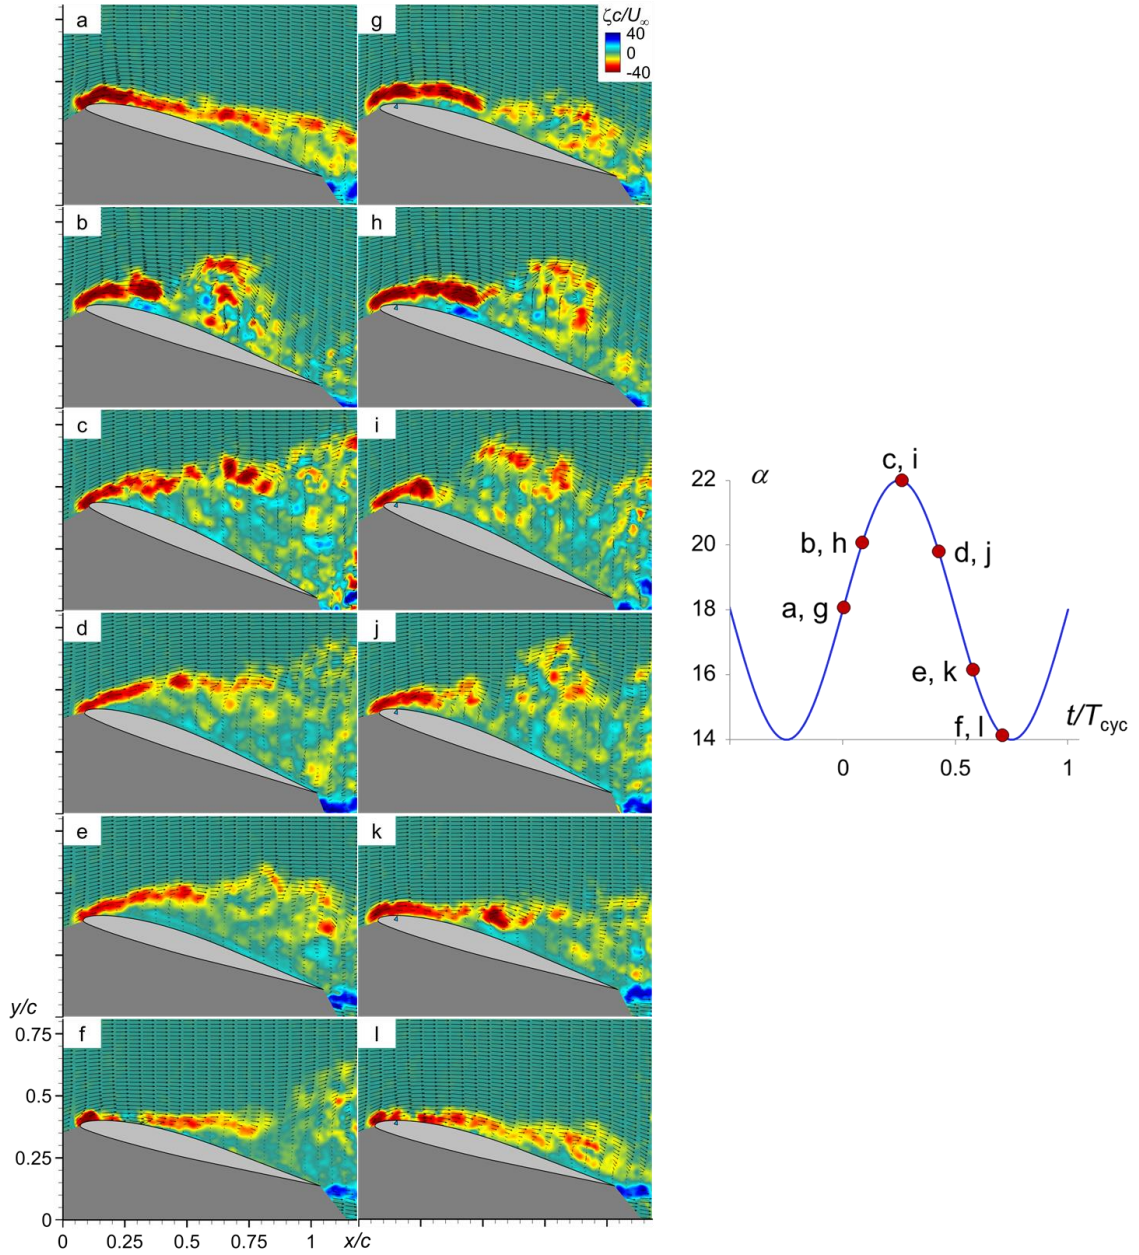 a
g
ζc/U∞
40
0
-40
b
h
c
i
d
j
e
k
y/c
f
l
0.75
0.5
0.25
0
0
0.25
0.5
0.75
1
x/c
α
22
20
18
16
14
c, i
b, h
d, j
a, g
e, k
f, l
t/Tcyc
0
0.5
1